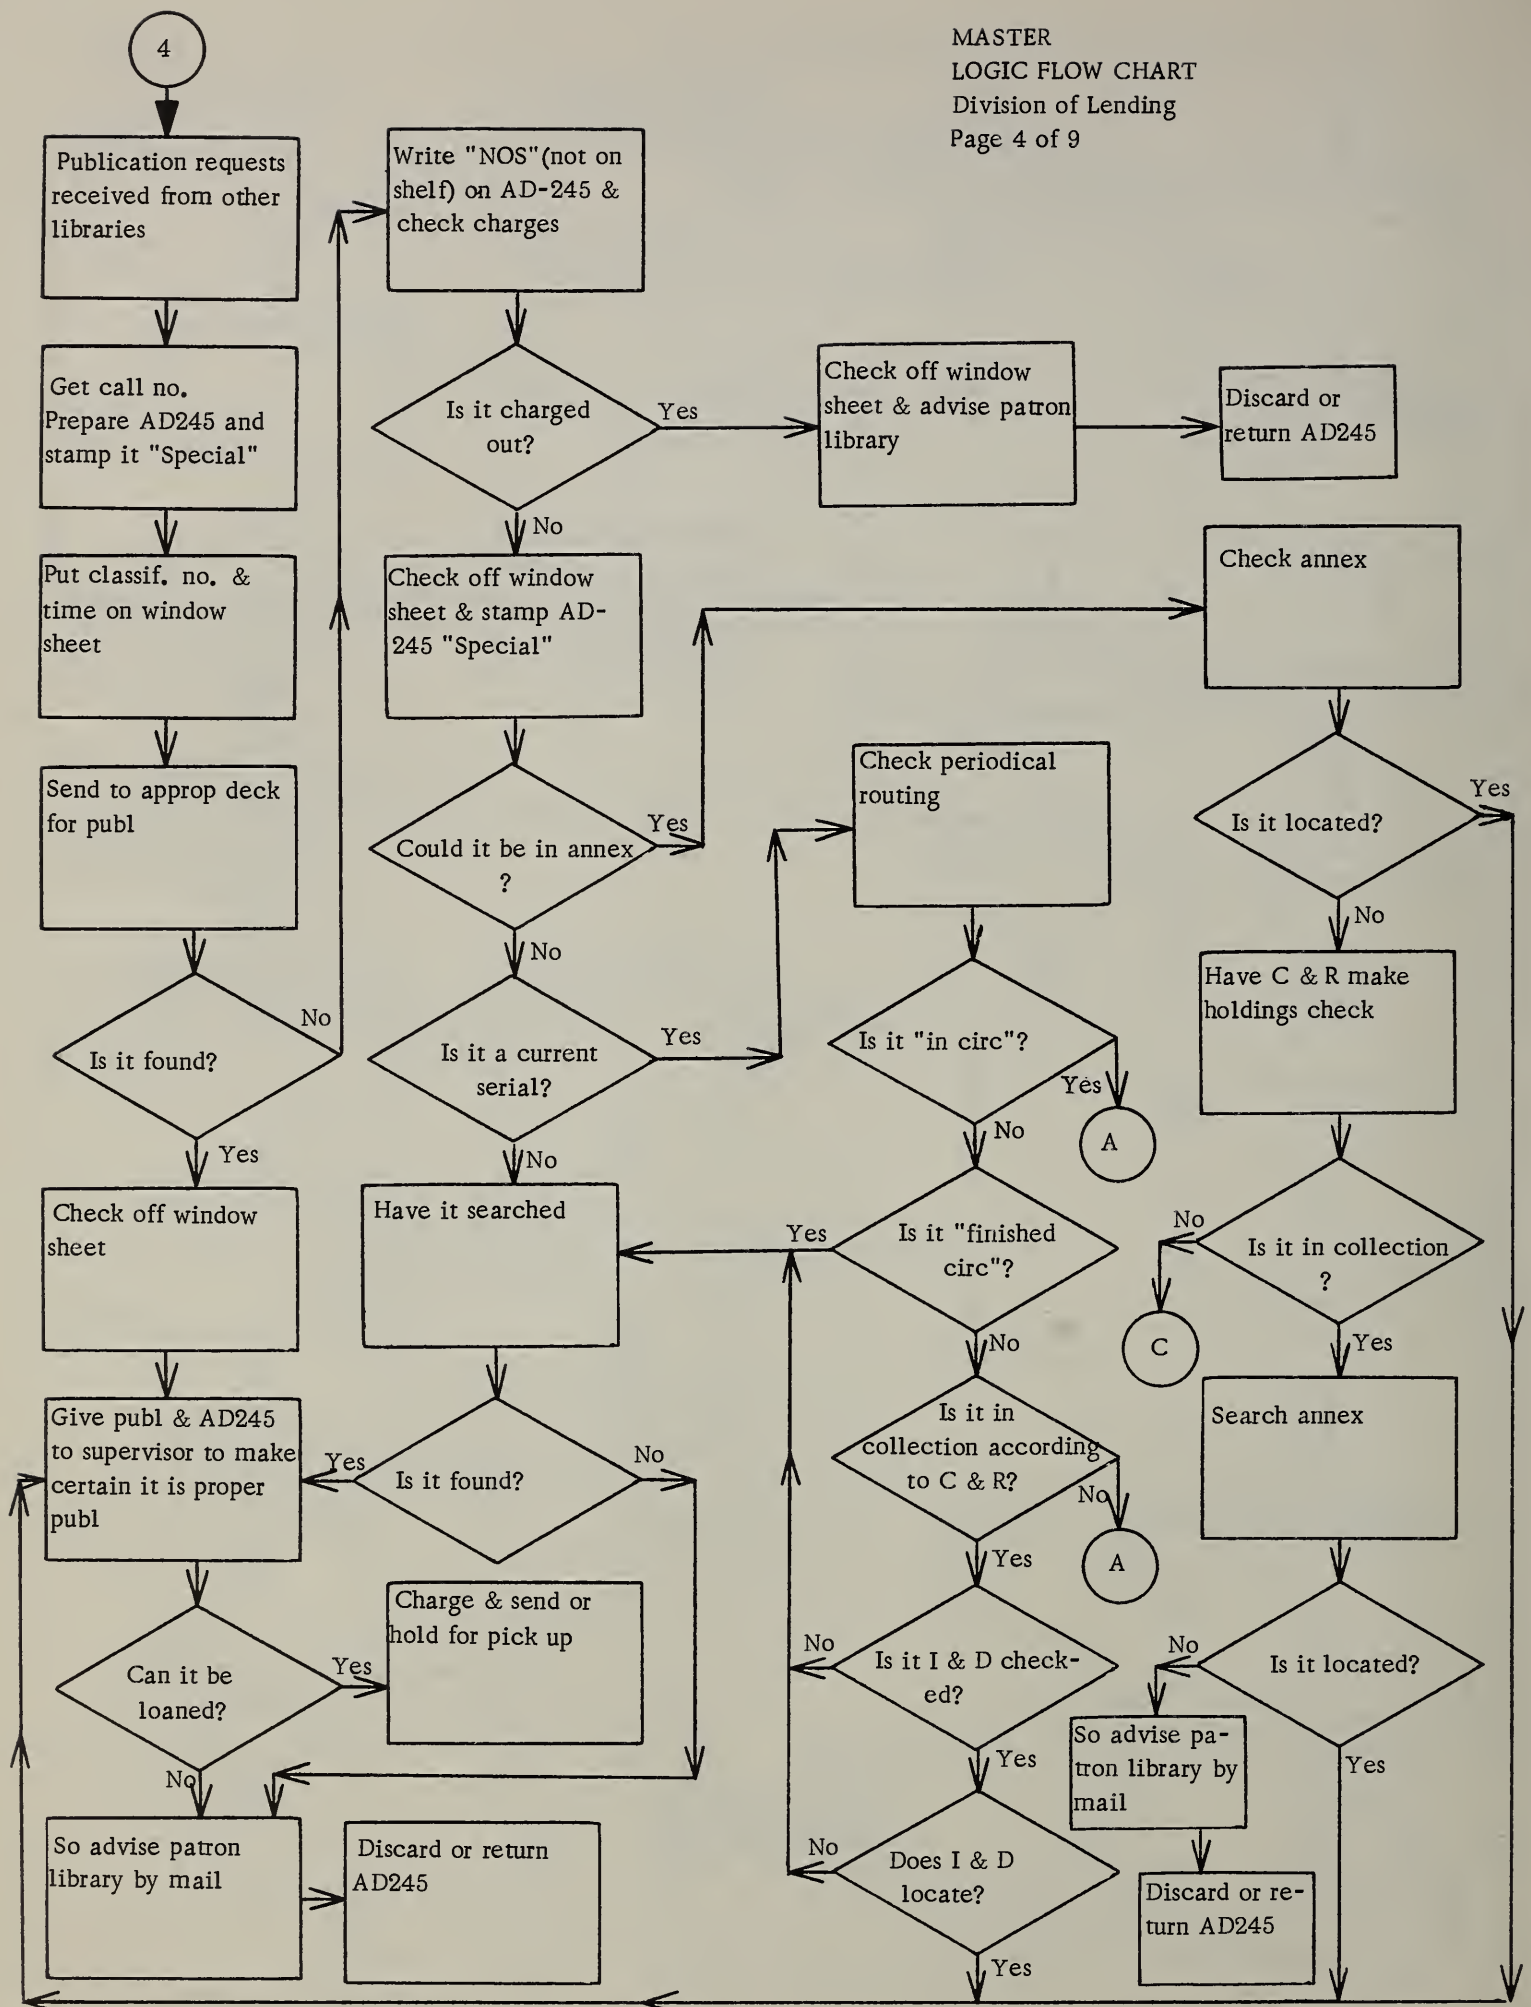 4
MASTER
LOGIC FLOW CHART
Division of Lending
Page 4 of 9
Publication requests
received from other
libraries
Get call no.
Prepare AD245 and
stamp it "Special"
Put classif. no. &
time on window
sheet
Send to approp deck
for publ
Is it found?
No
Yes
Check off window
sheet
Give publ & AD245
to supervisor to make
certain it is proper
publ
Can it be
loaned?
Yes
No
So advise patron
library by mail
Discard or return
AD245
Charge & send or
hold for pick up
Write "NOS"(not on
shelf) on AD-245 &
check charges
Is it charged
out?
Yes
No
Check off window
sheet & advise patron
library
Discard or
return AD245
Check off window
sheet & stamp AD-
245 "Special"
Could it be in annex
?
Yes
No
Is it a current
serial?
Yes
No
Have it searched
Is it found?
Yes
No
Check periodical
routing
Is it "in circ"?
Yes
A
No
Is it "finished
circ"?
Yes
No
Is it in
collection according
to C & R?
No
A
Yes
Is it I & D check-
ed?
No
Yes
Does I & D
locate?
No
Yes
Check annex
Is it located?
Yes
No
Have C & R make
holdings check
Is it in collection
?
No
C
Yes
Search annex
Is it located?
No
Yes
So advise pa-
tron library by
mail
Discard or re-
turn AD245